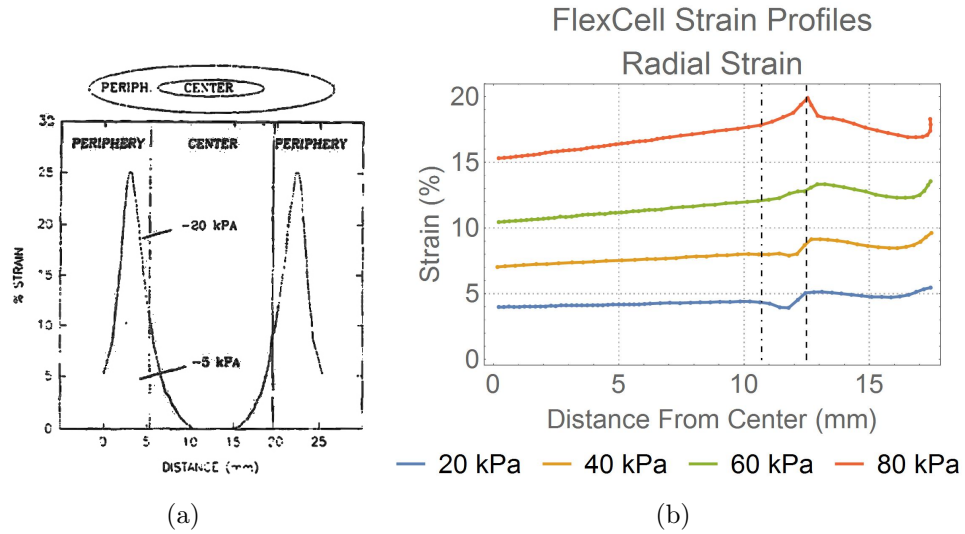 PERIPH. CENTER
PERIPHERY CENTER PERIPHERY
30
25
20
15
10
5
0
% STRAIN
-20 kPa
-5 kPa
0 5 10 15 20 25
DISTANCE (mm)
(a)
FlexCell Strain Profiles
Radial Strain
20
15
10
5
0
Strain (%)
5 10 15
Distance From Center (mm)
20 kPa 40 kPa 60 kPa 80 kPa
(b)